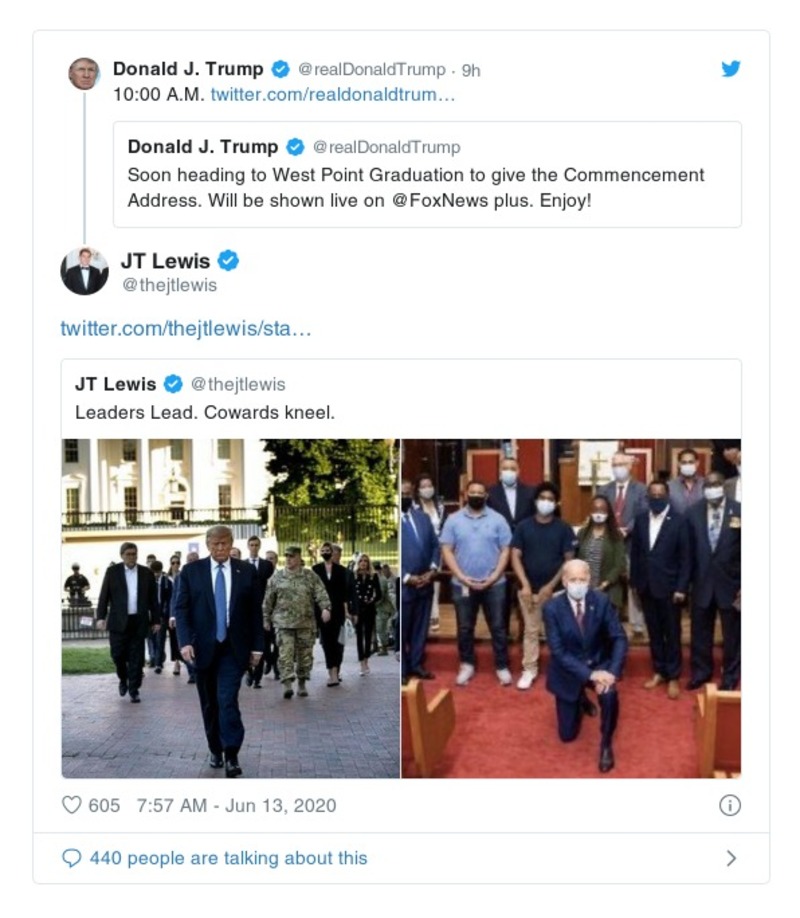 Donald J. Trump @realDonaldTrump · 9h
10:00 A.M. twitter.com/realdonaldtrum…
Donald J. Trump @realDonaldTrump
Soon heading to West Point Graduation to give the Commencement
Address. Will be shown live on @FoxNews plus. Enjoy!
JT Lewis
@thejtlewis
twitter.com/thejtlewis/sta…
JT Lewis @thejtlewis
Leaders Lead. Cowards kneel.
605 7:57 AM - Jun 13, 2020
440 people are talking about this